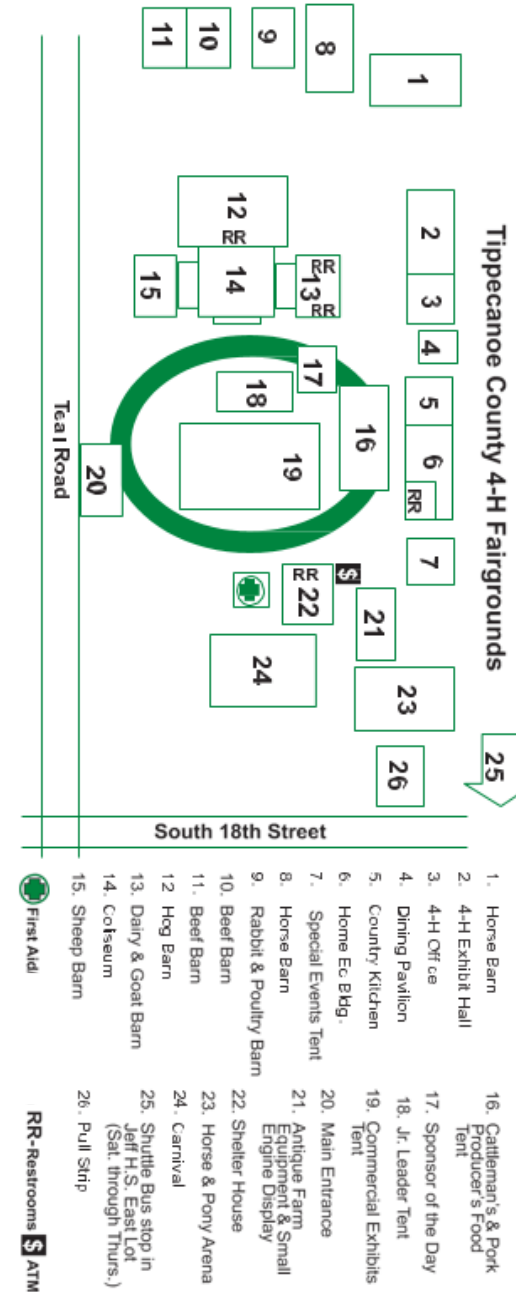 Tippecanoe County 4-H Fairgrounds
1
2
3
4
5
6
RR
7
8
9
10
11
12
RR
13
RR
RR
RR
14
15
16
17
18
19
20
21
22
RR
$
23
24
25
26
Teal Road
South 18th Street
1. Horse Barn
2. 4-H Exhibit Hall
3. 4-H Office
4. Dining Pavilion
5. Country Kitchen
6. Home Ec Bldg.
7. Special Events Tent
8. Horse Barn
9. Rabbit & Poultry Barn
10. Beef Barn
11. Beef Barn
12 Hog Barn
13. Dairy & Goat Barn
14. Coliseum
15. Sheep Barn
First Aid
16. Cattleman's & Pork
Producer's Food
Tent
17. Sponsor of the Day
18. Jr. Leader Tent
19. Commercial Exhibits
Tent
20. Main Entrance
21. Antique Farm
Equipment & Small
Engine Display
22. Shelter House
23. Horse & Pony Arena
24. Carnival
25. Shuttle Bus stop in
Jeff H.S. East Lot
(Sat. through Thurs.)
26. Pull Strip
RR-Restrooms $ ATM